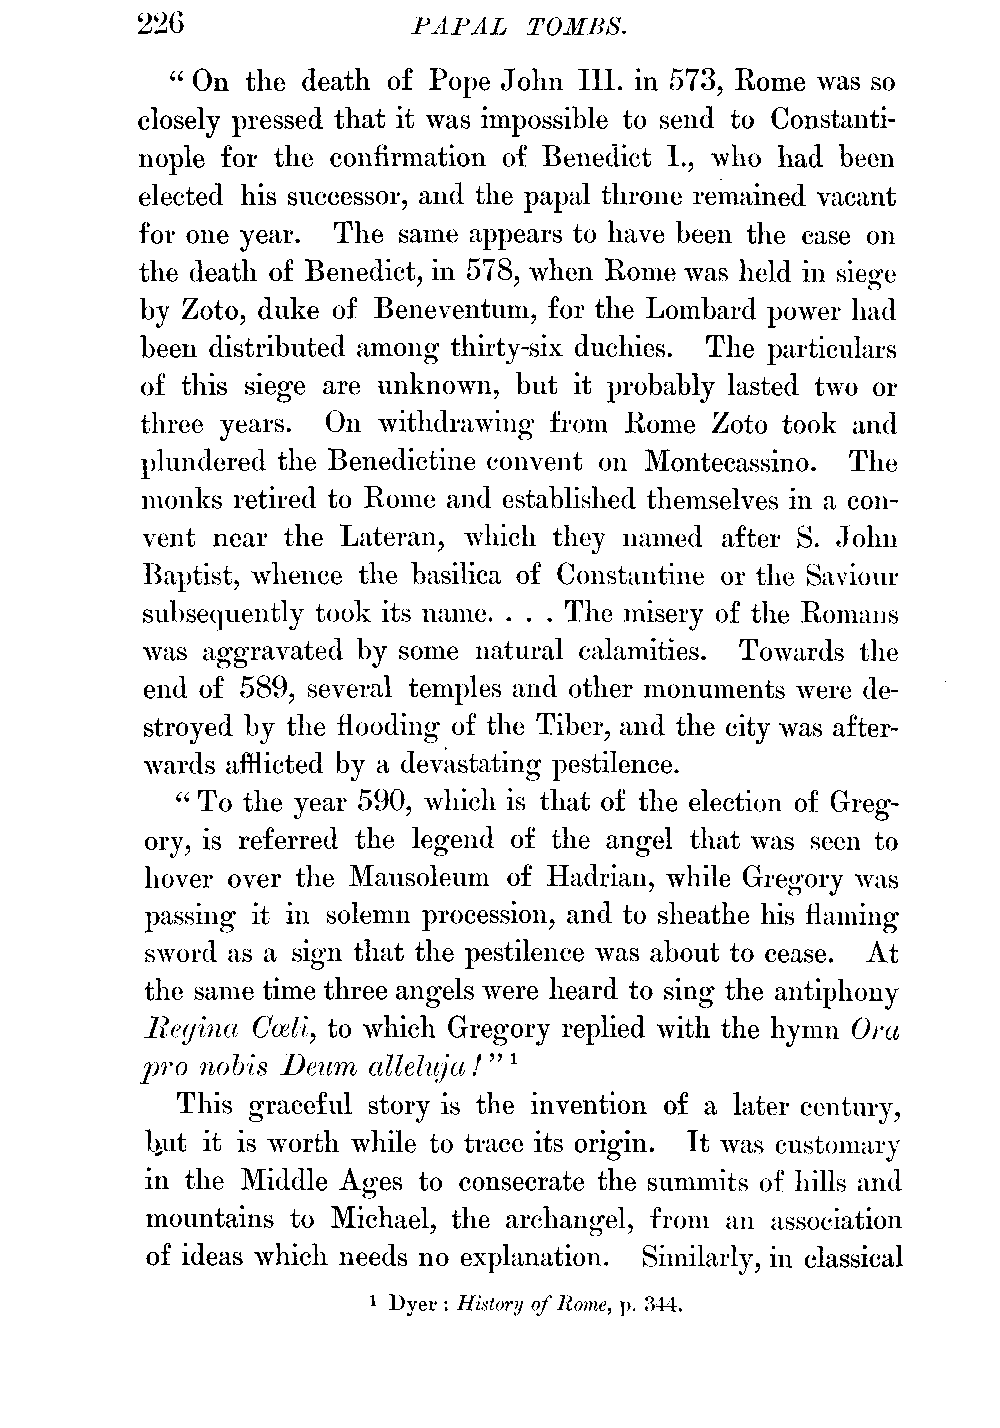 226 PAPAL TOMBS.
“ On the death of Pope John III. in 573, Rome was so
closely pressed that it was impossible to send to Constanti-
nople for the confirmation of Benedict I., who had been
elected his successor, and the papal throne remained vacant
for one year. The same appears to have been the case on
the death of Benedict, in 578, when Rome was held in siege
by Zoto, duke of Beneventum, for the Lombard power had
been distributed among thirty-six duchies. The particulars
of this siege are unknown, but it probably lasted two or
three years. On withdrawing from Rome Zoto took and
plundered the Benedictine convent on Montecassino. The
monks retired to Rome and established themselves in a con-
vent near the Lateran, which they named after S. John
Baptist, whence the basilica of Constantine or the Saviour
subsequently took its name. . . . The misery of the Romans
was aggravated by some natural calamities. Towards the
end of 589, several temples and other monuments were de-
stroyed by the flooding of the Tiber, and the city was after-
wards afflicted by a devastating pestilence.
“ To the year 590, which is that of the election of Greg-
ory, is referred the legend of the angel that was seen to
hover over the Mausoleum of Hadrian, while Gregory was
passing it in solemn procession, and to sheathe his flaming
sword as a sign that the pestilence was about to cease. At
the same time three angels were heard to sing the antiphony
Regina Cœli, to which Gregory replied with the hymn Ora
pro nobis Deum alleluja ! ” ¹
This graceful story is the invention of a later century,
but it is worth while to trace its origin. It was customary
in the Middle Ages to consecrate the summits of hills and
mountains to Michael, the archangel, from an association
of ideas which needs no explanation. Similarly, in classical
¹ Dyer : History of Rome, p. 344.